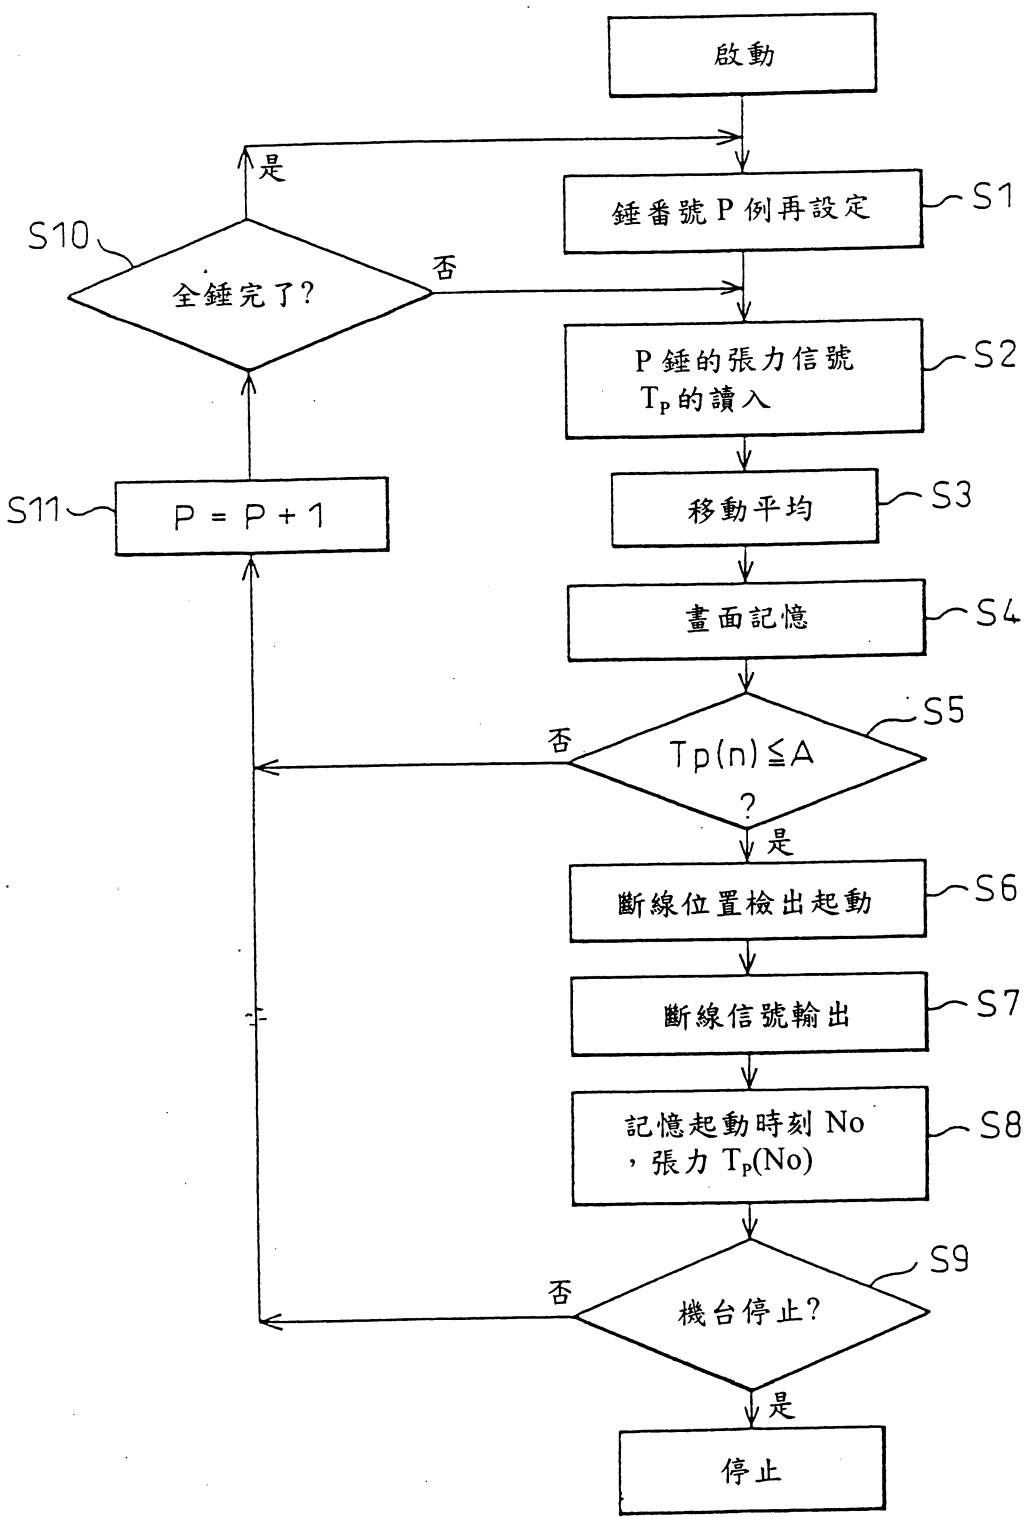 啟動
是
錘番號 P 例再設定
S1
S10
全錘完了?
否
P 錘的張力信號
TP 的讀入
S2
S11
P = P + 1
移動平均
S3
畫面記憶
S4
S5
否
Tp(n)≦A
?
是
斷線位置檢出起動
S6
斷線信號輸出
S7
記憶起動時刻 No
，張力 TP(No)
S8
S9
否
機台停止?
是
停止